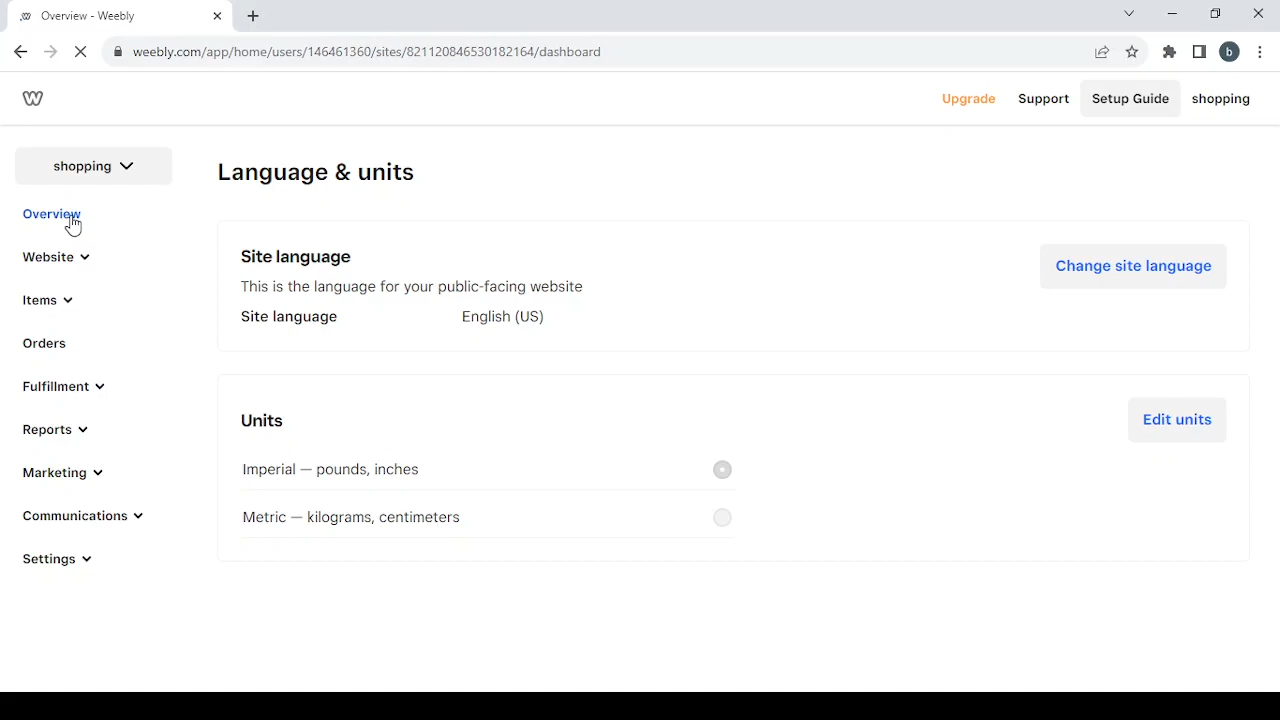 Overview - Weebly
weebly.com/app/home/users/146461360/sites/821120846530182164/dashboard
b
Upgrade
Support
Setup Guide
shopping
shopping
Overview
Website
Items
Orders
Fulfillment
Reports
Marketing
Communications
Settings
Language & units
Site language
Change site language
This is the language for your public-facing website
Site language English (US)
Units
Edit units
Imperial — pounds, inches
Metric — kilograms, centimeters